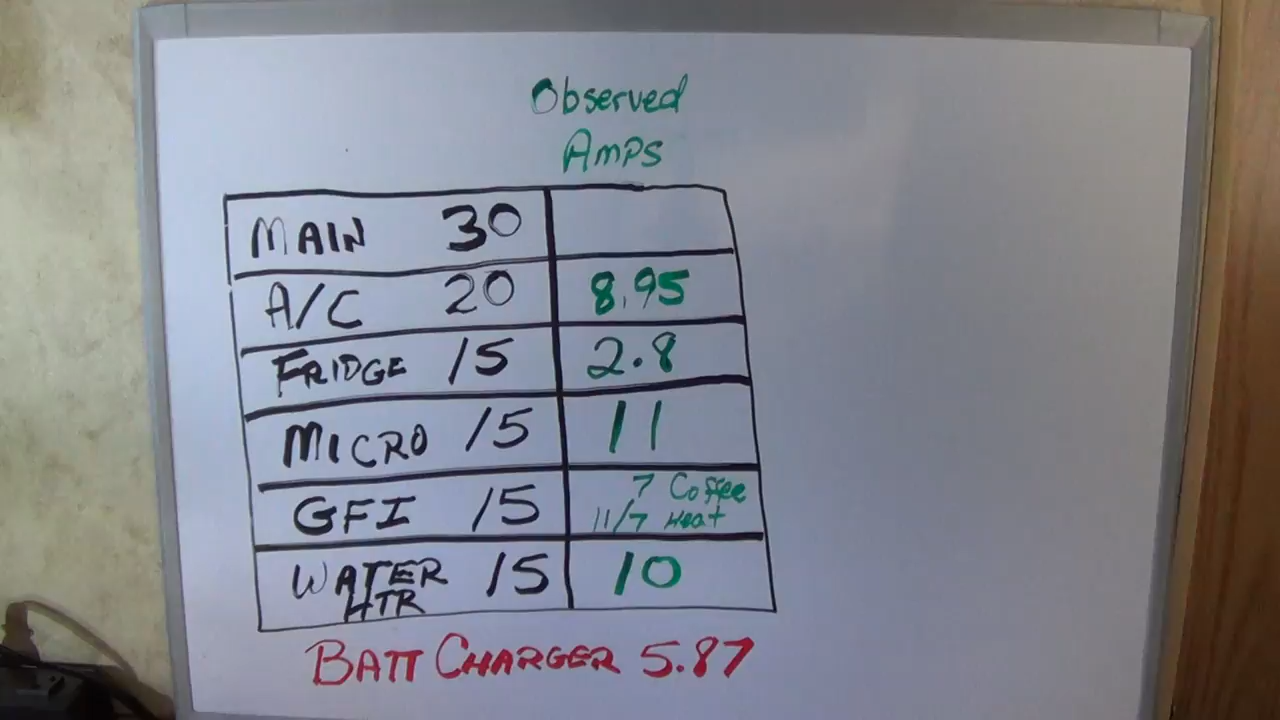 Observed
Amps
MAIN 30
A/C 20 8.95
FRIDGE 15 2.8
MICRO 15 11
GFI 15 7 Coffee
11/7 Heat
WATER HTR 15 10
BATT CHARGER 5.87